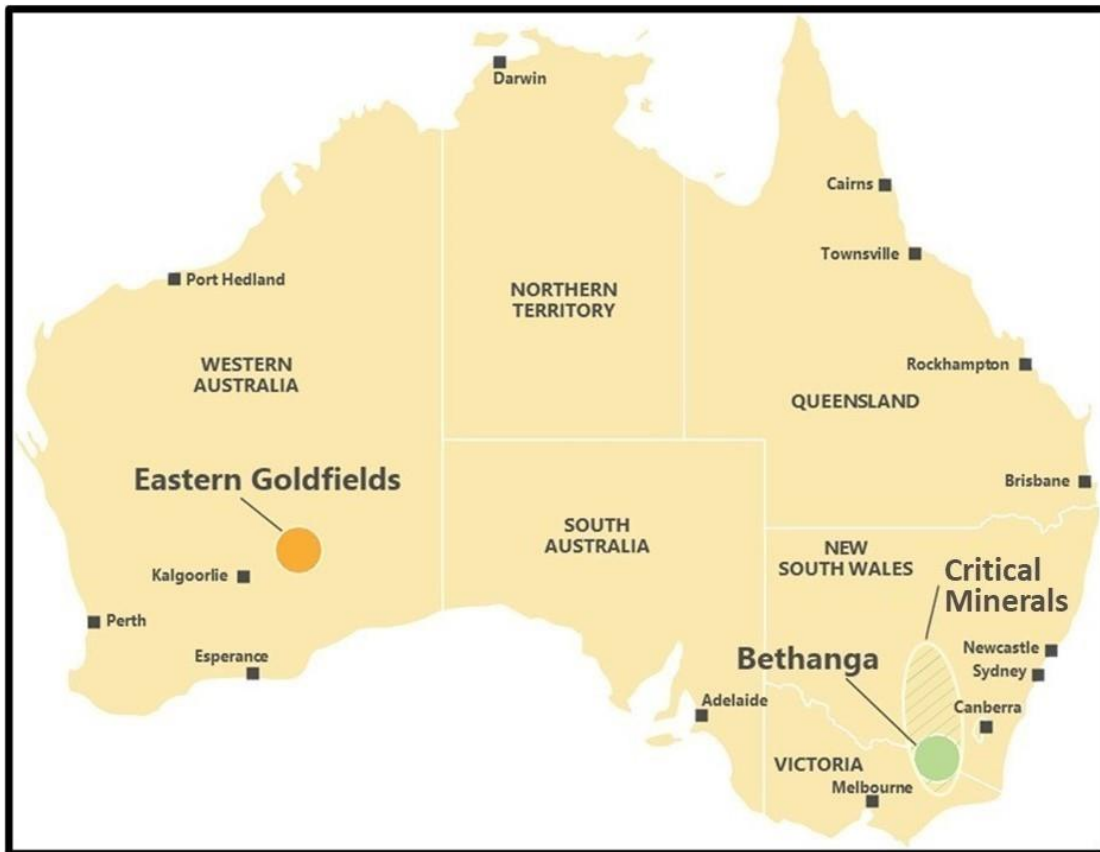 Darwin
Cairns
Townsville
Port Hedland
NORTHERN
TERRITORY
WESTERN
AUSTRALIA
Rockhampton
QUEENSLAND
Eastern Goldfields
Brisbane
SOUTH
AUSTRALIA
NEW
SOUTH WALES
Critical
Minerals
Kalgoorlie
Perth
Esperance
Newcastle
Sydney
Bethanga
Adelaide
Canberra
VICTORIA
Melbourne